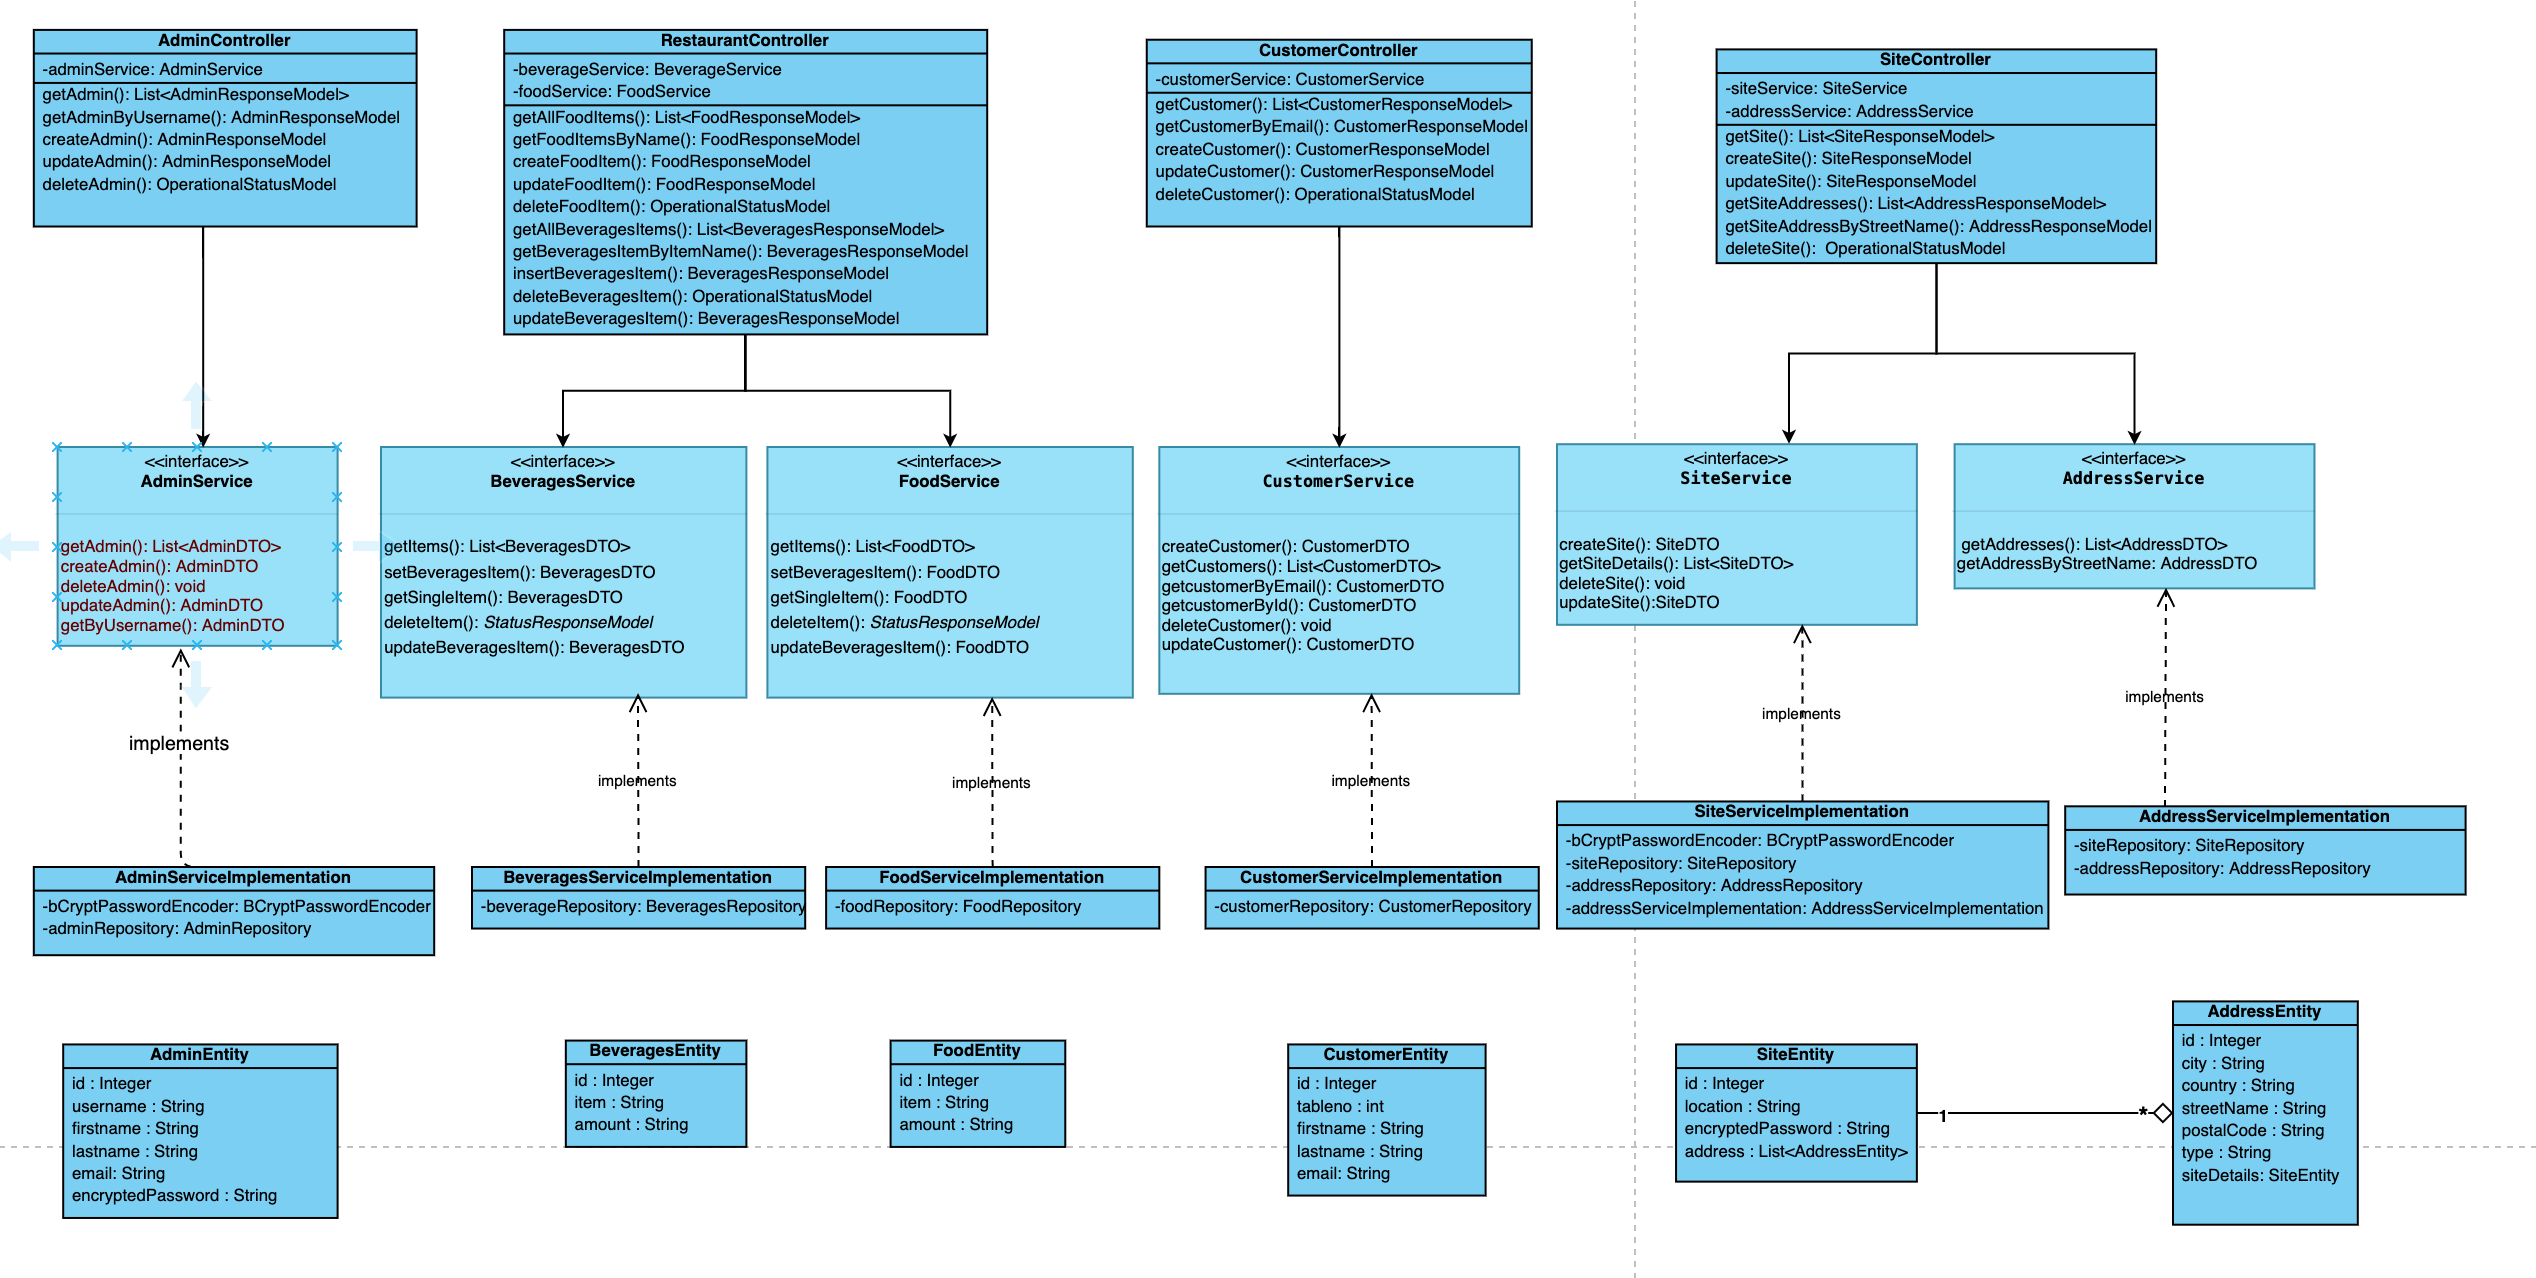 AdminController
-adminService: AdminService
getAdmin(): List<AdminResponseModel>
getAdminByUsername(): AdminResponseModel
createAdmin(): AdminResponseModel
updateAdmin(): AdminResponseModel
deleteAdmin(): OperationalStatusModel
RestaurantController
-beverageService: BeverageService
-foodService: FoodService
getAllFoodItems(): List<FoodResponseModel>
getFoodItemsByName(): FoodResponseModel
createFoodItem(): FoodResponseModel
updateFoodItem(): FoodResponseModel
deleteFoodItem(): OperationalStatusModel
getAllBeveragesItems(): List<BeveragesResponseModel>
getBeveragesItemByItemName(): BeveragesResponseModel
insertBeveragesItem(): BeveragesResponseModel
deleteBeveragesItem(): OperationalStatusModel
updateBeveragesItem(): BeveragesResponseModel
CustomerController
-customerService: CustomerService
getCustomer(): List<CustomerResponseModel>
getCustomerByEmail(): CustomerResponseModel
createCustomer(): CustomerResponseModel
updateCustomer(): CustomerResponseModel
deleteCustomer(): OperationalStatusModel
SiteController
-siteService: SiteService
-addressService: AddressService
getSite(): List<SiteResponseModel>
createSite(): SiteResponseModel
updateSite(): SiteResponseModel
getSiteAddresses(): List<AddressResponseModel>
getSiteAddressByStreetName(): AddressResponseModel
deleteSite():  OperationalStatusModel
<<interface>>
AdminService
getAdmin(): List<AdminDTO>
createAdmin(): AdminDTO
deleteAdmin(): void
updateAdmin(): AdminDTO
getByUsername(): AdminDTO
<<interface>>
BeveragesService
getItems(): List<BeveragesDTO>
setBeveragesItem(): BeveragesDTO
getSingleItem(): BeveragesDTO
deleteItem(): StatusResponseModel
updateBeveragesItem(): BeveragesDTO
<<interface>>
FoodService
getItems(): List<FoodDTO>
setBeveragesItem(): FoodDTO
getSingleItem(): FoodDTO
deleteItem(): StatusResponseModel
updateBeveragesItem(): FoodDTO
<<interface>>
CustomerService
createCustomer(): CustomerDTO
getCustomers(): List<CustomerDTO>
getcustomerByEmail(): CustomerDTO
getcustomerById(): CustomerDTO
deleteCustomer(): void
updateCustomer(): CustomerDTO
<<interface>>
SiteService
createSite(): SiteDTO
getSiteDetails(): List<SiteDTO>
deleteSite(): void
updateSite():SiteDTO
<<interface>>
AddressService
getAddresses(): List<AddressDTO>
getAddressByStreetName: AddressDTO
implements
implements
implements
implements
implements
implements
AdminServiceImplementation
-bCryptPasswordEncoder: BCryptPasswordEncoder
-adminRepository: AdminRepository
BeveragesServiceImplementation
-beverageRepository: BeveragesRepository
FoodServiceImplementation
-foodRepository: FoodRepository
CustomerServiceImplementation
-customerRepository: CustomerRepository
SiteServiceImplementation
-bCryptPasswordEncoder: BCryptPasswordEncoder
-siteRepository: SiteRepository
-addressRepository: AddressRepository
-addressServiceImplementation: AddressServiceImplementation
AddressServiceImplementation
-siteRepository: SiteRepository
-addressRepository: AddressRepository
AdminEntity
id : Integer
username : String
firstname : String
lastname : String
email: String
encryptedPassword : String
BeveragesEntity
id : Integer
item : String
amount : String
FoodEntity
id : Integer
item : String
amount : String
CustomerEntity
id : Integer
tableno : int
firstname : String
lastname : String
email: String
SiteEntity
id : Integer
location : String
encryptedPassword : String
address : List<AddressEntity>
1
*
AddressEntity
id : Integer
city : String
country : String
streetName : String
postalCode : String
type : String
siteDetails: SiteEntity